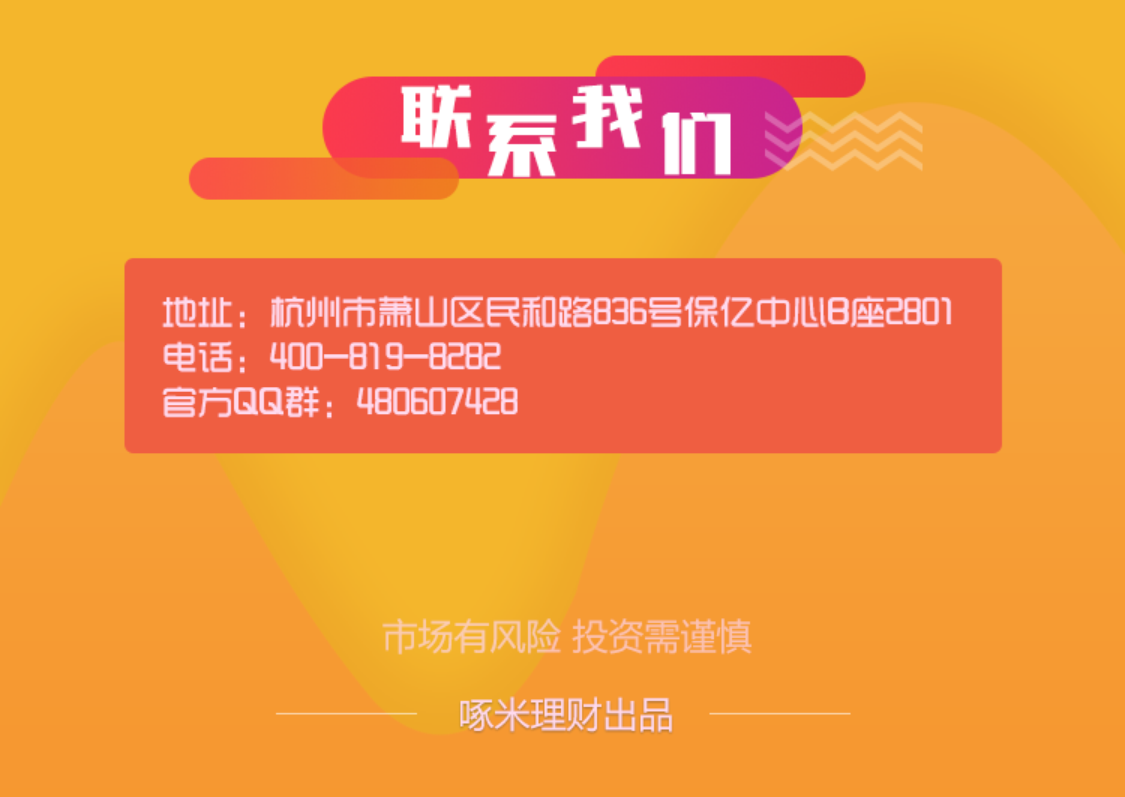 联系我们
地址：杭州市萧山区民和路836号保亿中心B座2801
电话：400-819-8282
官方QQ群：480607428
市场有风险 投资需谨慎
啄米理财出品